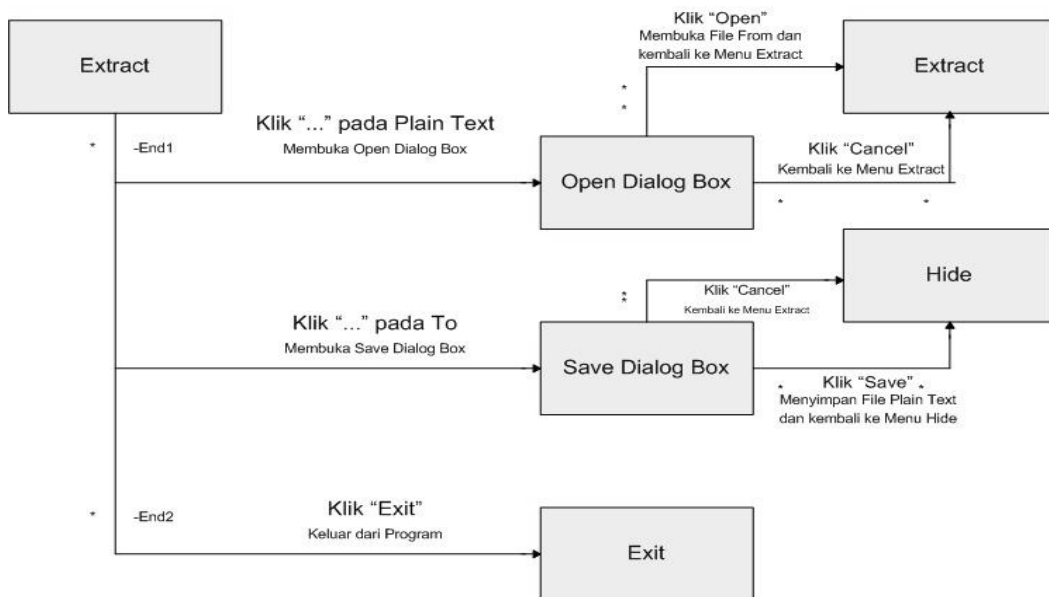 Extract
Klik “Open”
Membuka File From dan
kembali ke Menu Extract
Extract
*
*
*
-End1
Klik “...” pada Plain Text
Membuka Open Dialog Box
Open Dialog Box
Klik “Cancel”
Kembali ke Menu Extract
*
*
Hide
*
*
Klik “Cancel”
Kembali ke Menu Extract
Klik “...” pada To
Membuka Save Dialog Box
Save Dialog Box
* Klik “Save” *
Menyimpan File Plain Text
dan kembali ke Menu Hide
*
-End2
Klik “Exit”
Keluar dari Program
Exit